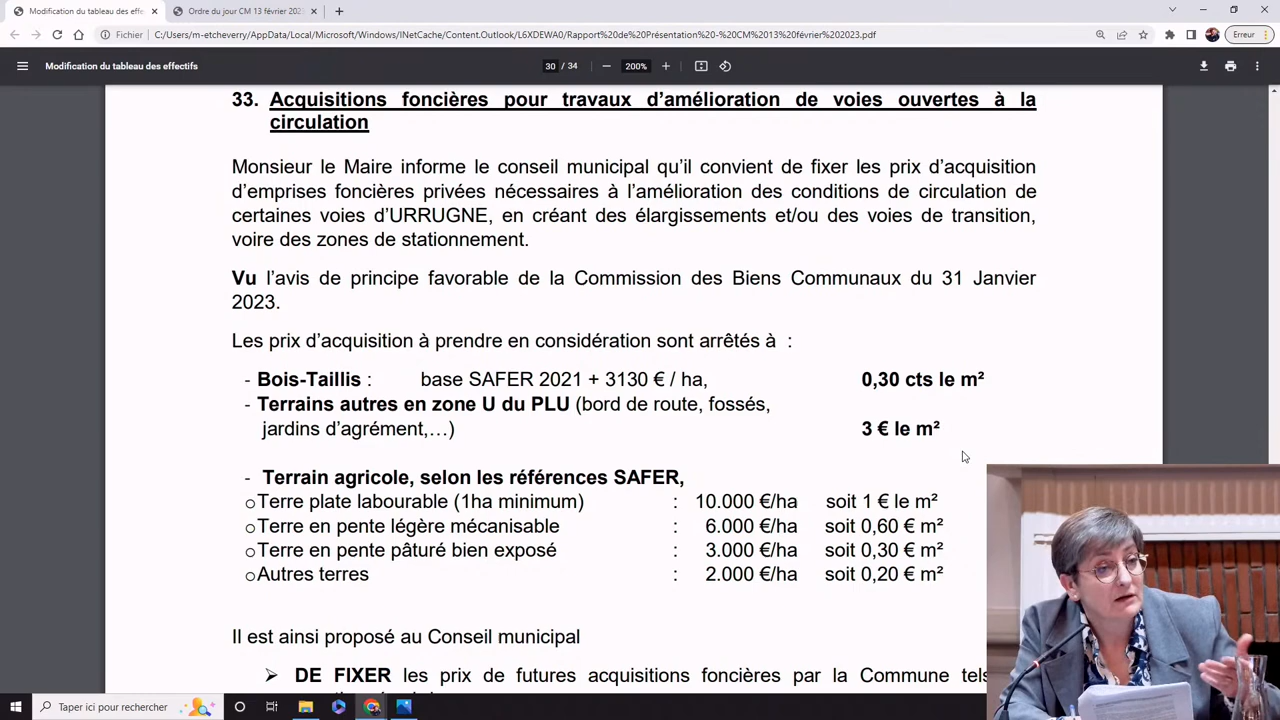 Modification du tableau des effe
Ordre du jour CM 13 février 2023
Fichier
C:/Users/m-etcheverry/AppData/Local/Microsoft/Windows/INetCache/Content.Outlook/L6XDEWA0/Rapport%20de%20Présentation%20-%20CM%2013%20février%202023.pdf
Erreur
Modification du tableau des effectifs
30 / 34
200%
33. Acquisitions foncières pour travaux d’amélioration de voies ouvertes à la
circulation
Monsieur le Maire informe le conseil municipal qu’il convient de fixer les prix d’acquisition
d’emprises foncières privées nécessaires à l’amélioration des conditions de circulation de
certaines voies d’URRUGNE, en créant des élargissements et/ou des voies de transition,
voire des zones de stationnement.
Vu l’avis de principe favorable de la Commission des Biens Communaux du 31 Janvier
2023.
Les prix d’acquisition à prendre en considération sont arrêtés à :
- Bois-Taillis : base SAFER 2021 + 3130 € / ha, 0,30 cts le m²
- Terrains autres en zone U du PLU (bord de route, fossés,
jardins d’agrément,…) 3 € le m²
- Terrain agricole, selon les références SAFER,
o Terre plate labourable (1ha minimum) : 10.000 €/ha soit 1 € le m²
o Terre en pente légère mécanisable : 6.000 €/ha soit 0,60 € m²
o Terre en pente pâturé bien exposé : 3.000 €/ha soit 0,30 € m²
o Autres terres : 2.000 €/ha soit 0,20 € m²
Il est ainsi proposé au Conseil municipal
➢ DE FIXER les prix de futures acquisitions foncières par la Commune tels
Taper ici pour rechercher